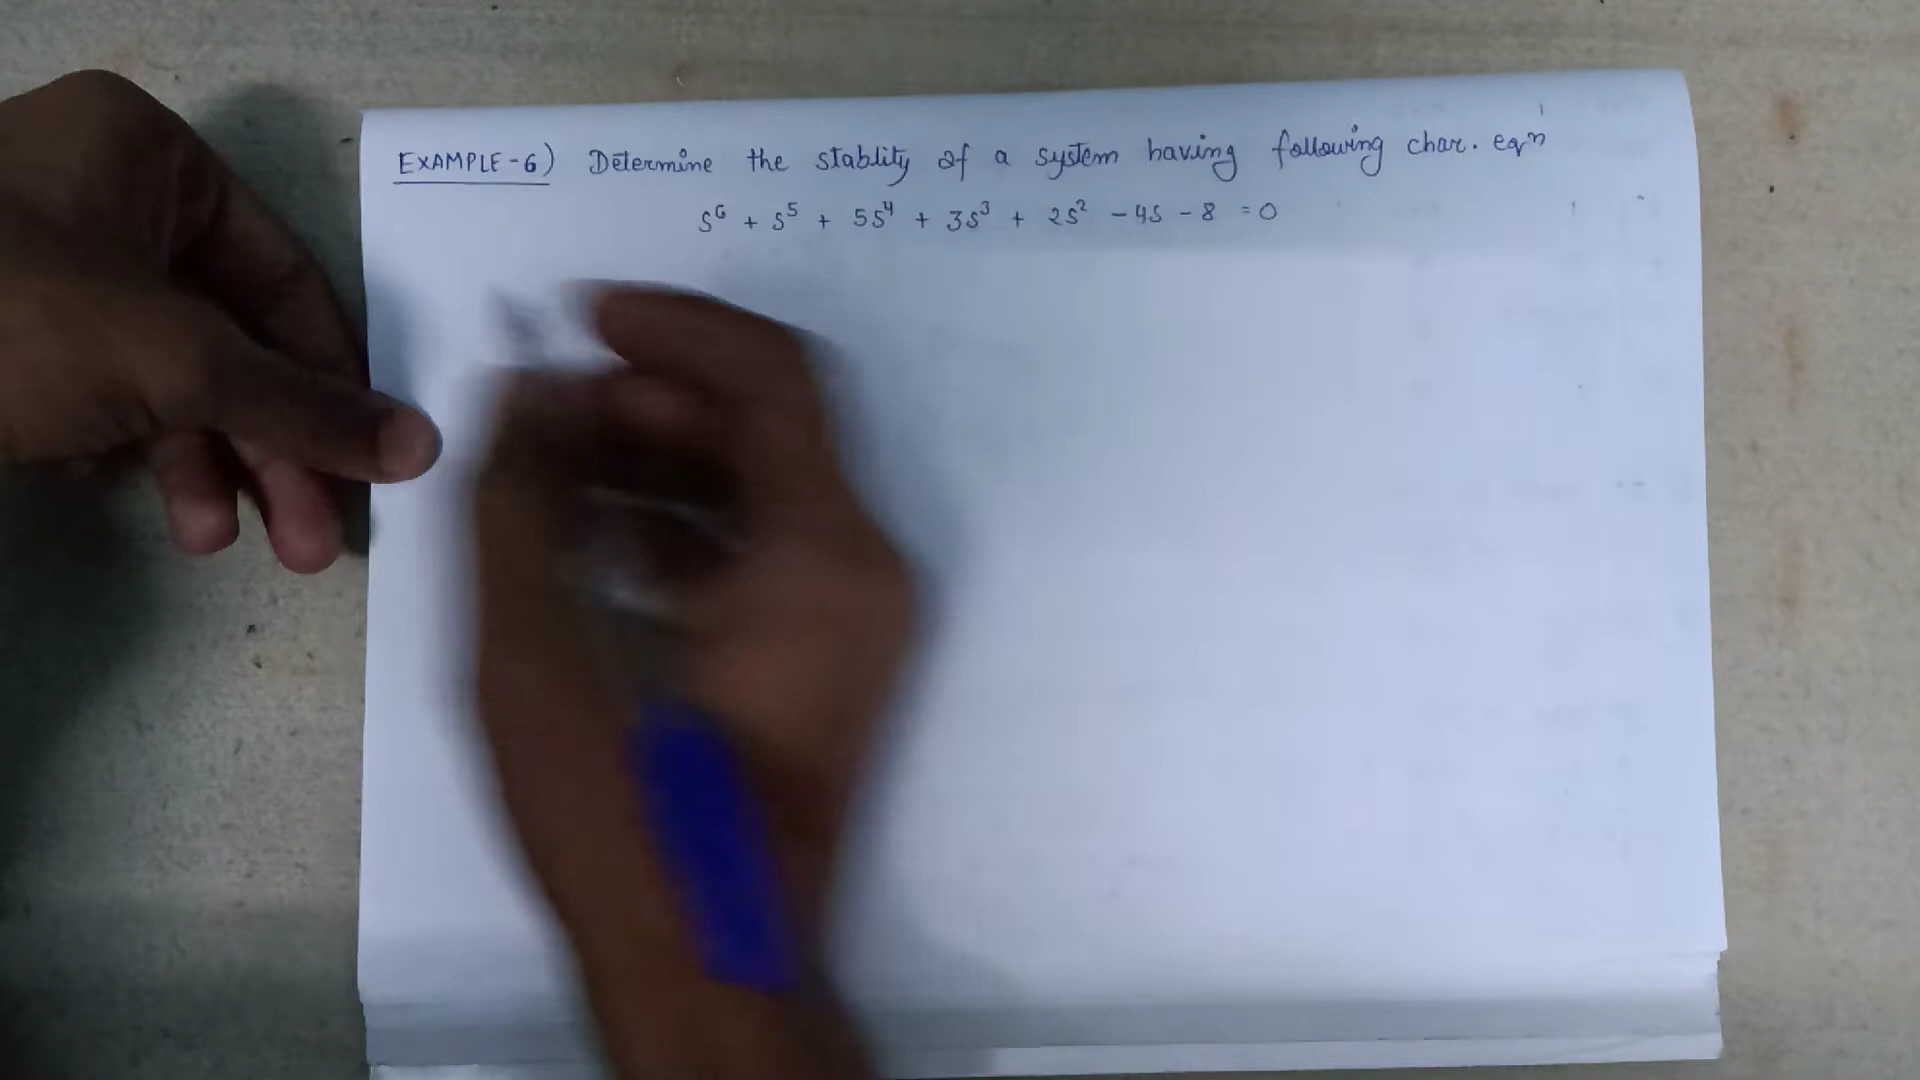 EXAMPLE-6) Determine the stablity of a system having following char. eqn
s⁶ + s⁵ + 5s⁴ + 3s³ + 2s² - 4s - 8 = 0